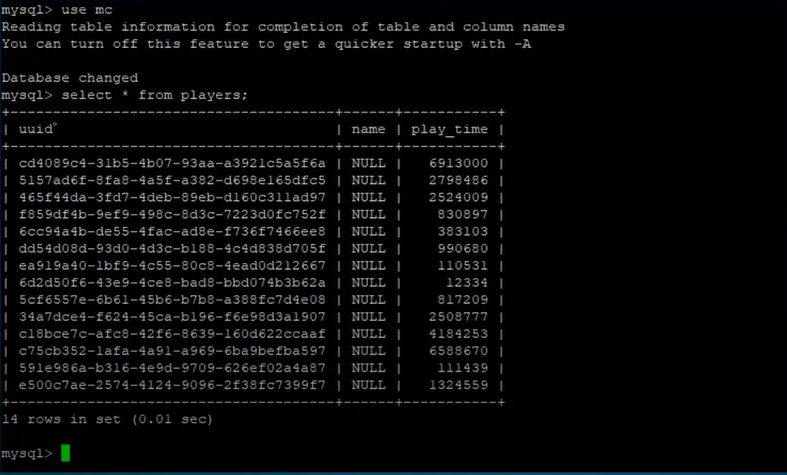 mysql> use mc
Reading table information for completion of table and column names
You can turn off this feature to get a quicker startup with -A
Database changed
mysql> select * from players;
+--------------------------------------+------+-----------+
| uuid | name | play_time |
+--------------------------------------+------+-----------+
| cd4089c4-31b5-4b07-93aa-a3921c5a5f6a | NULL | 6913000 |
| 5157ad6f-8fa8-4a5f-a382-d698e165dfc5 | NULL | 2798486 |
| 465f44da-3fd7-4deb-89eb-d160c311ad97 | NULL | 2524009 |
| f859df4b-9ef9-498c-8d3c-7223d0fc752f | NULL | 830897 |
| 6cc94a4b-de55-4fac-ad8e-f736f7466ee8 | NULL | 383103 |
| dd54d08d-93d0-4d3c-b188-4c4d838d705f | NULL | 990680 |
| ea919a40-1bf9-4c55-80c8-4ead0d212667 | NULL | 110531 |
| 6d2d50f6-43e9-4ce8-bad8-bbd074b3b62a | NULL | 12334 |
| 5cf6557e-6b61-45b6-b7b8-a388fc7d4e08 | NULL | 817209 |
| 34a7dce4-f624-45ca-b196-f6e98d3a1907 | NULL | 2508777 |
| c18bce7c-afc8-42f6-8639-160d622ccaaf | NULL | 4184253 |
| c75cb352-1afa-4a91-a969-6ba9befba597 | NULL | 6588670 |
| 591e986a-b316-4e9d-9709-626ef02a4a87 | NULL | 111439 |
| e500c7ae-2574-4124-9096-2f38fc7399f7 | NULL | 1324559 |
+--------------------------------------+------+-----------+
14 rows in set (0.01 sec)
mysql>